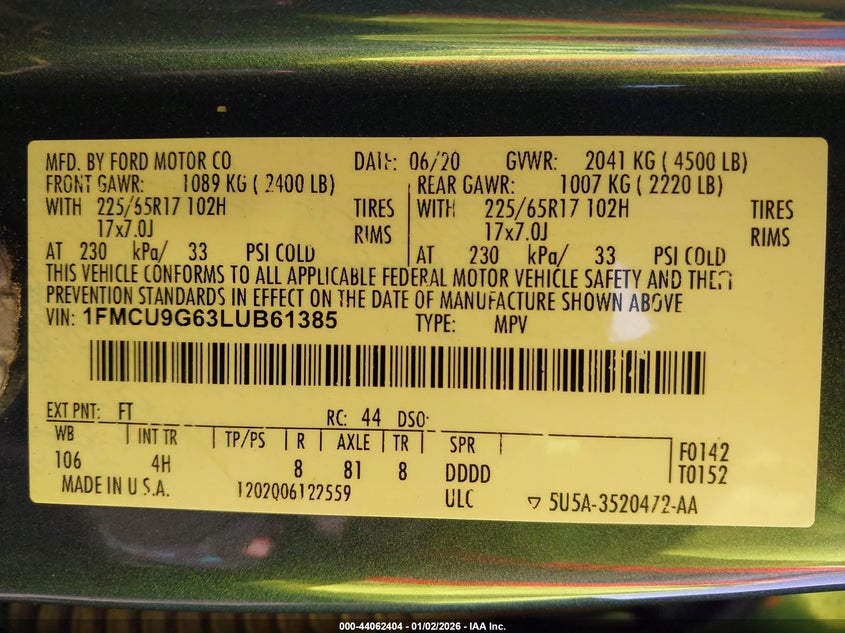 MFD. BY FORD MOTOR CO DATE: 06/20 GVWR: 2041 KG ( 4500 LB)
FRONT GAWR: 1089 KG ( 2400 LB) REAR GAWR: 1007 KG ( 2220 LB)
WITH 225/65R17 102H TIRES WITH 225/65R17 102H TIRES
17x7.0J RIMS 17x7.0J RIMS
AT 230 kPa/ 33 PSI COLD AT 230 kPa/ 33 PSI COLD
THIS VEHICLE CONFORMS TO ALL APPLICABLE FEDERAL MOTOR VEHICLE SAFETY AND THEFT
PREVENTION STANDARDS IN EFFECT ON THE DATE OF MANUFACTURE SHOWN ABOVE
VIN: 1FMCU9G63LUB61385 TYPE: MPV
EXT PNT: FT RC: 44 DSO:
WB INT TR TP/PS R AXLE TR SPR
106 4H 8 81 8 DDDD
F0142
T0152
MADE IN U.S.A. 1202006122559 ULC ▽ 5U5A-3520472-AA
000-44062404 - 01/02/2026 - IAA Inc.